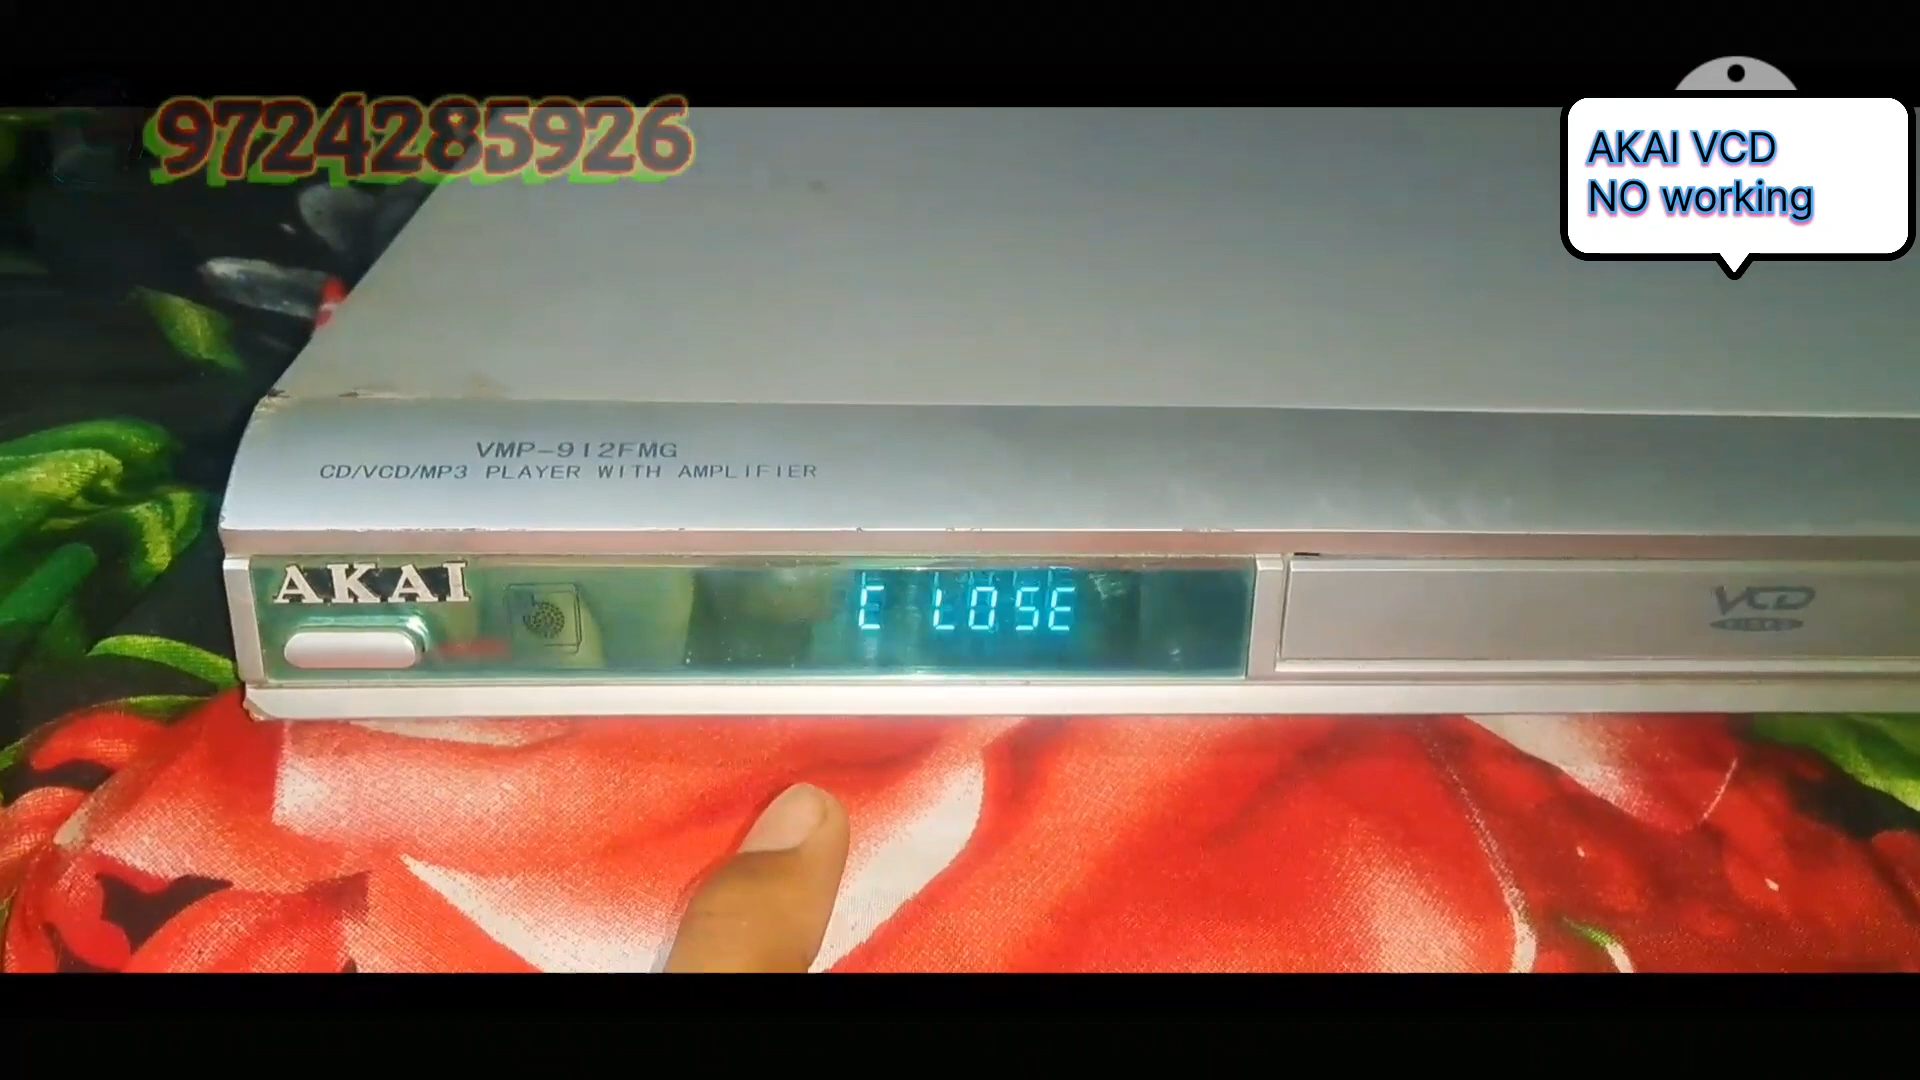 9724285926
AKAI VCD
NO working
VMP-912FMG
CD/VCD/MP3 PLAYER WITH AMPLIFIER
AKAI
C LOSE
VCD